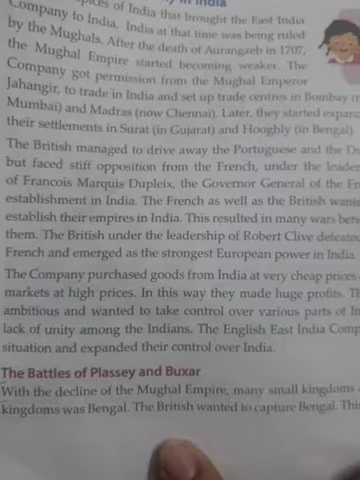 in India
spices of India that brought the East India
Company to India. India at that time was being ruled
by the Mughals. After the death of Aurangzeb in 1707,
the Mughal Empire started becoming weaker. The
Company got permission from the Mughal Emperor
Jahangir, to trade in India and set up trade centres in Bombay
Mumbai) and Madras (now Chennai). Later, they started
their settlements in Surat (in Gujarat) and Hooghly (in Bengal).
The British managed to drive away the Portuguese and the
but faced stiff opposition from the French, under the
of Francois Marquis Dupleix, the Governor General of the
establishment in India. The French as well as the British
establish their empires in India. This resulted in many wars
them. The British under the leadership of Robert Clive
French and emerged as the strongest European power in India
The Company purchased goods from India at very cheap prices
markets at high prices. In this way they made huge profits.
ambitious and wanted to take control over various parts of
lack of unity among the Indians. The English East India
situation and expanded their control over India.
The Battles of Plassey and Buxar
With the decline of the Mughal Empire, many small kingdoms
kingdoms was Bengal. The British wanted to capture Bengal.